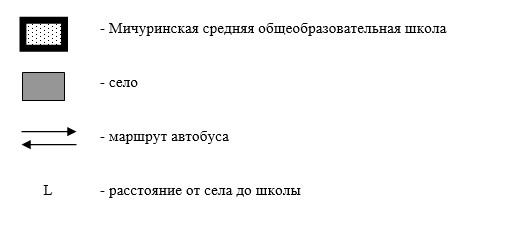 - Мичуринская средняя общеобразовательная школа
- село
- маршрут автобуса
L - расстояние от села до школы